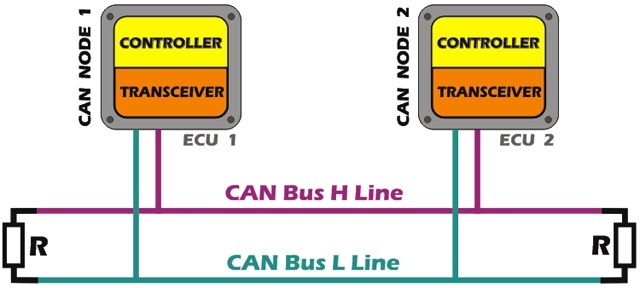 CAN NODE 1
CONTROLLER
TRANSCEIVER
ECU 1
CAN NODE 2
CONTROLLER
TRANSCEIVER
ECU 2
CAN Bus H Line
R
R
CAN Bus L Line